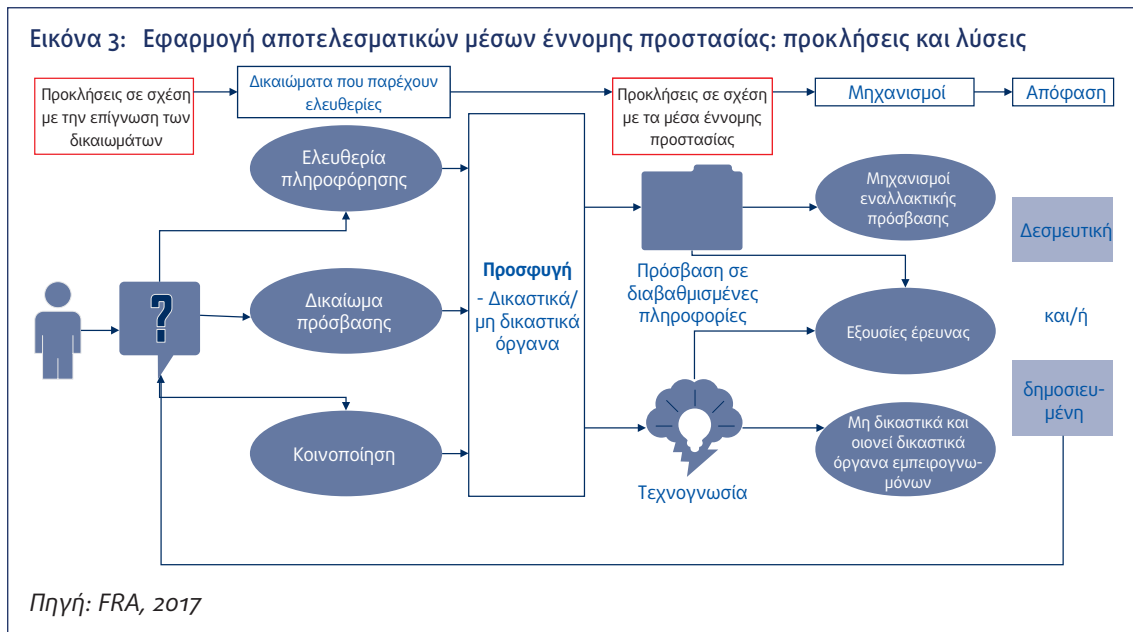 Εικόνα 3: Εφαρμογή αποτελεσματικών μέσων έννομης προστασίας: προκλήσεις και λύσεις
Προκλήσεις σε σχέση
με την επίγνωση των
δικαιωμάτων
Δικαιώματα που παρέχουν
ελευθερίες
Προκλήσεις σε σχέση
με τα μέσα έννομης
προστασίας
Μηχανισμοί
Απόφαση
Ελευθερία
πληροφόρησης
Δικαίωμα
πρόσβασης
Κοινοποίηση
?
Προσφυγή
- Δικαστικά/
μη δικαστικά
όργανα
Πρόσβαση σε
διαβαθμισμένες
πληροφορίες
Τεχνογνωσία
Μηχανισμοί
εναλλακτικής
πρόσβασης
Εξουσίες έρευνας
Μη δικαστικά και
οιονεί δικαστικά
όργανα εμπειρογνω-
μόνων
Δεσμευτική
και/ή
δημοσιευ-
μένη
Πηγή: FRA, 2017